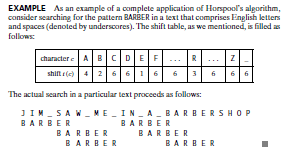 EXAMPLE As an example of a complete application of Horspool's algorithm,
consider searching for the pattern BARBER in a text that comprises English letters
and spaces (denoted by underscores). The shift table, as we mentioned, is filled as
follows:
character c A B C D E F ... R ... Z _
shift t(c) 4 2 6 6 1 6 6 3 6 6 6
The actual search in a particular text proceeds as follows:
J I M _ S A W _ M E _ I N _ A _ B A R B E R S H O P
B A R B E R B A R B E R
B A R B E R B A R B E R
B A R B E R B A R B E R